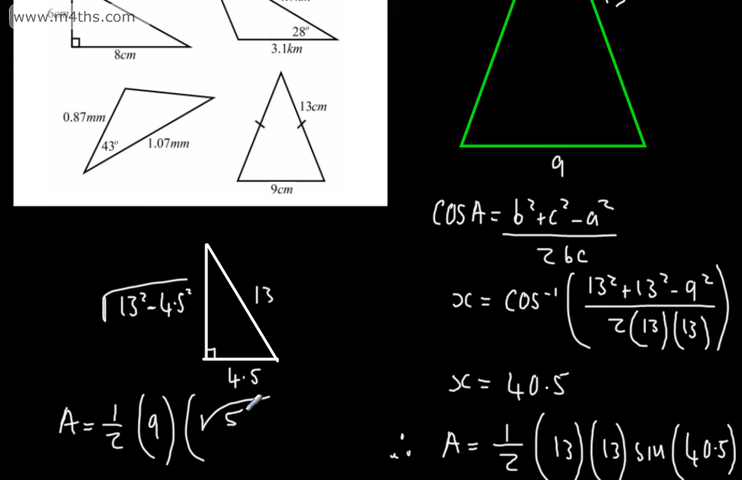 www.m4ths.com
8cm
28°
3.1km
0.87mm
43°
1.07mm
13cm
9cm
9
cos A = b²+c²-a² / 2bc
x = cos⁻¹ ( 13²+13²-9² / 2(13)(13) )
x = 40.5
∴ A = 1/2 (13)(13) sin(40.5)
√13²-4.5²
13
4.5
A = 1/2 (9)(√5